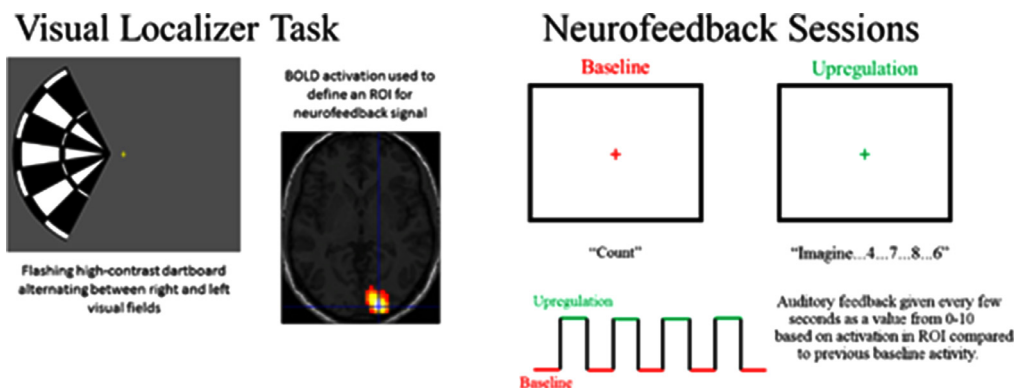 Visual Localizer Task
BOLD activation used to
define an ROI for
neurofeedback signal
Flashing high-contrast dartboard
alternating between right and left
visual fields
Neurofeedback Sessions
Baseline
Upregulation
“Count”
“Imagine...4...7...8...6”
Upregulation
Baseline
Auditory feedback given every few
seconds as a value from 0-10
based on activation in ROI compared
to previous baseline activity.